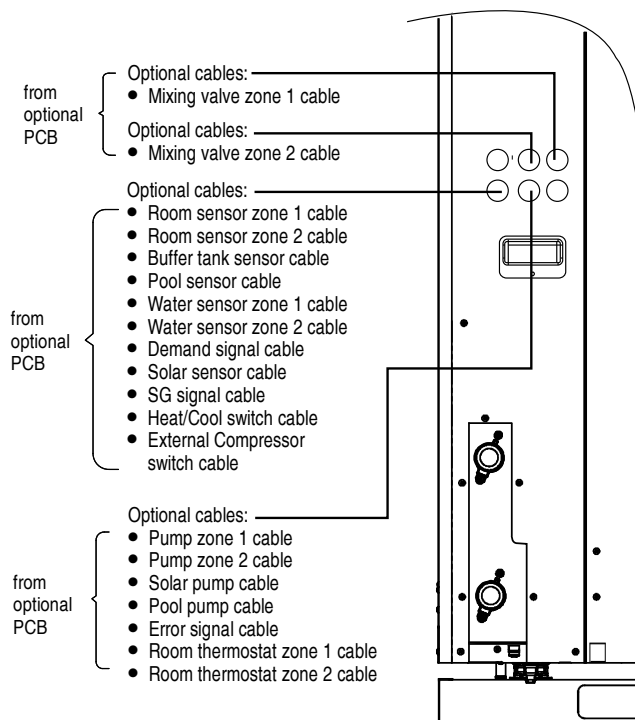 from
optional
PCB
Optional cables:
• Mixing valve zone 1 cable
Optional cables:
• Mixing valve zone 2 cable
from
optional
PCB
Optional cables:
• Room sensor zone 1 cable
• Room sensor zone 2 cable
• Buffer tank sensor cable
• Pool sensor cable
• Water sensor zone 1 cable
• Water sensor zone 2 cable
• Demand signal cable
• Solar sensor cable
• SG signal cable
• Heat/Cool switch cable
• External Compressor
switch cable
from
optional
PCB
Optional cables:
• Pump zone 1 cable
• Pump zone 2 cable
• Solar pump cable
• Pool pump cable
• Error signal cable
• Room thermostat zone 1 cable
• Room thermostat zone 2 cable